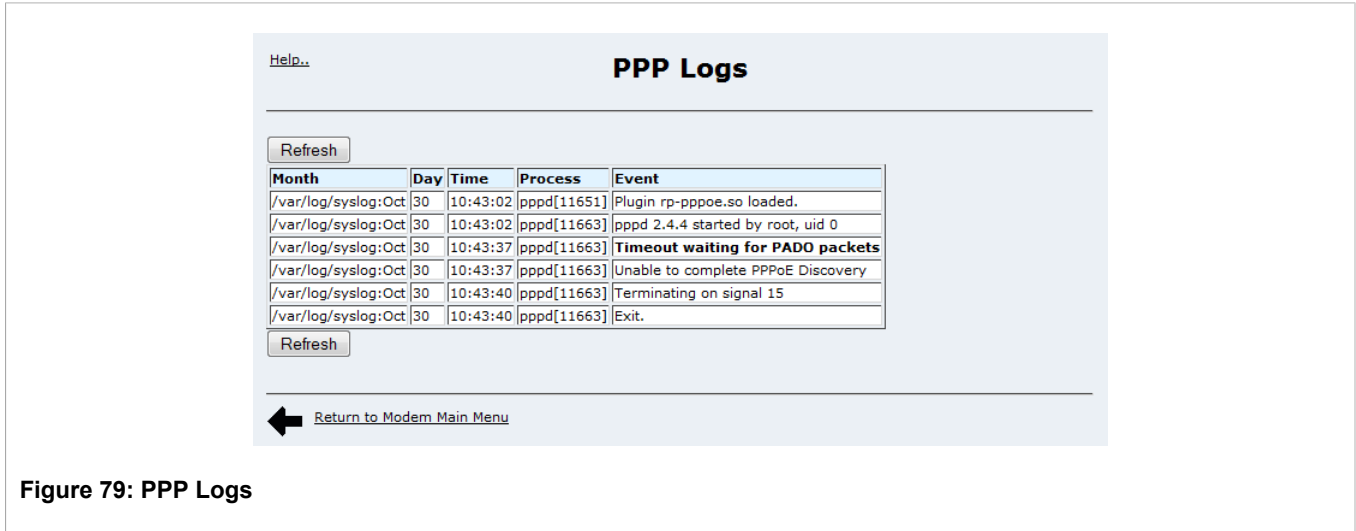 Help..
PPP Logs
Refresh
Month Day Time Process Event
/var/log/syslog:Oct 30 10:43:02 pppd[11651] Plugin rp-pppoe.so loaded.
/var/log/syslog:Oct 30 10:43:02 pppd[11663] pppd 2.4.4 started by root, uid 0
/var/log/syslog:Oct 30 10:43:37 pppd[11663] Timeout waiting for PADO packets
/var/log/syslog:Oct 30 10:43:37 pppd[11663] Unable to complete PPPoE Discovery
/var/log/syslog:Oct 30 10:43:40 pppd[11663] Terminating on signal 15
/var/log/syslog:Oct 30 10:43:40 pppd[11663] Exit.
Refresh
Return to Modem Main Menu
Figure 79: PPP Logs